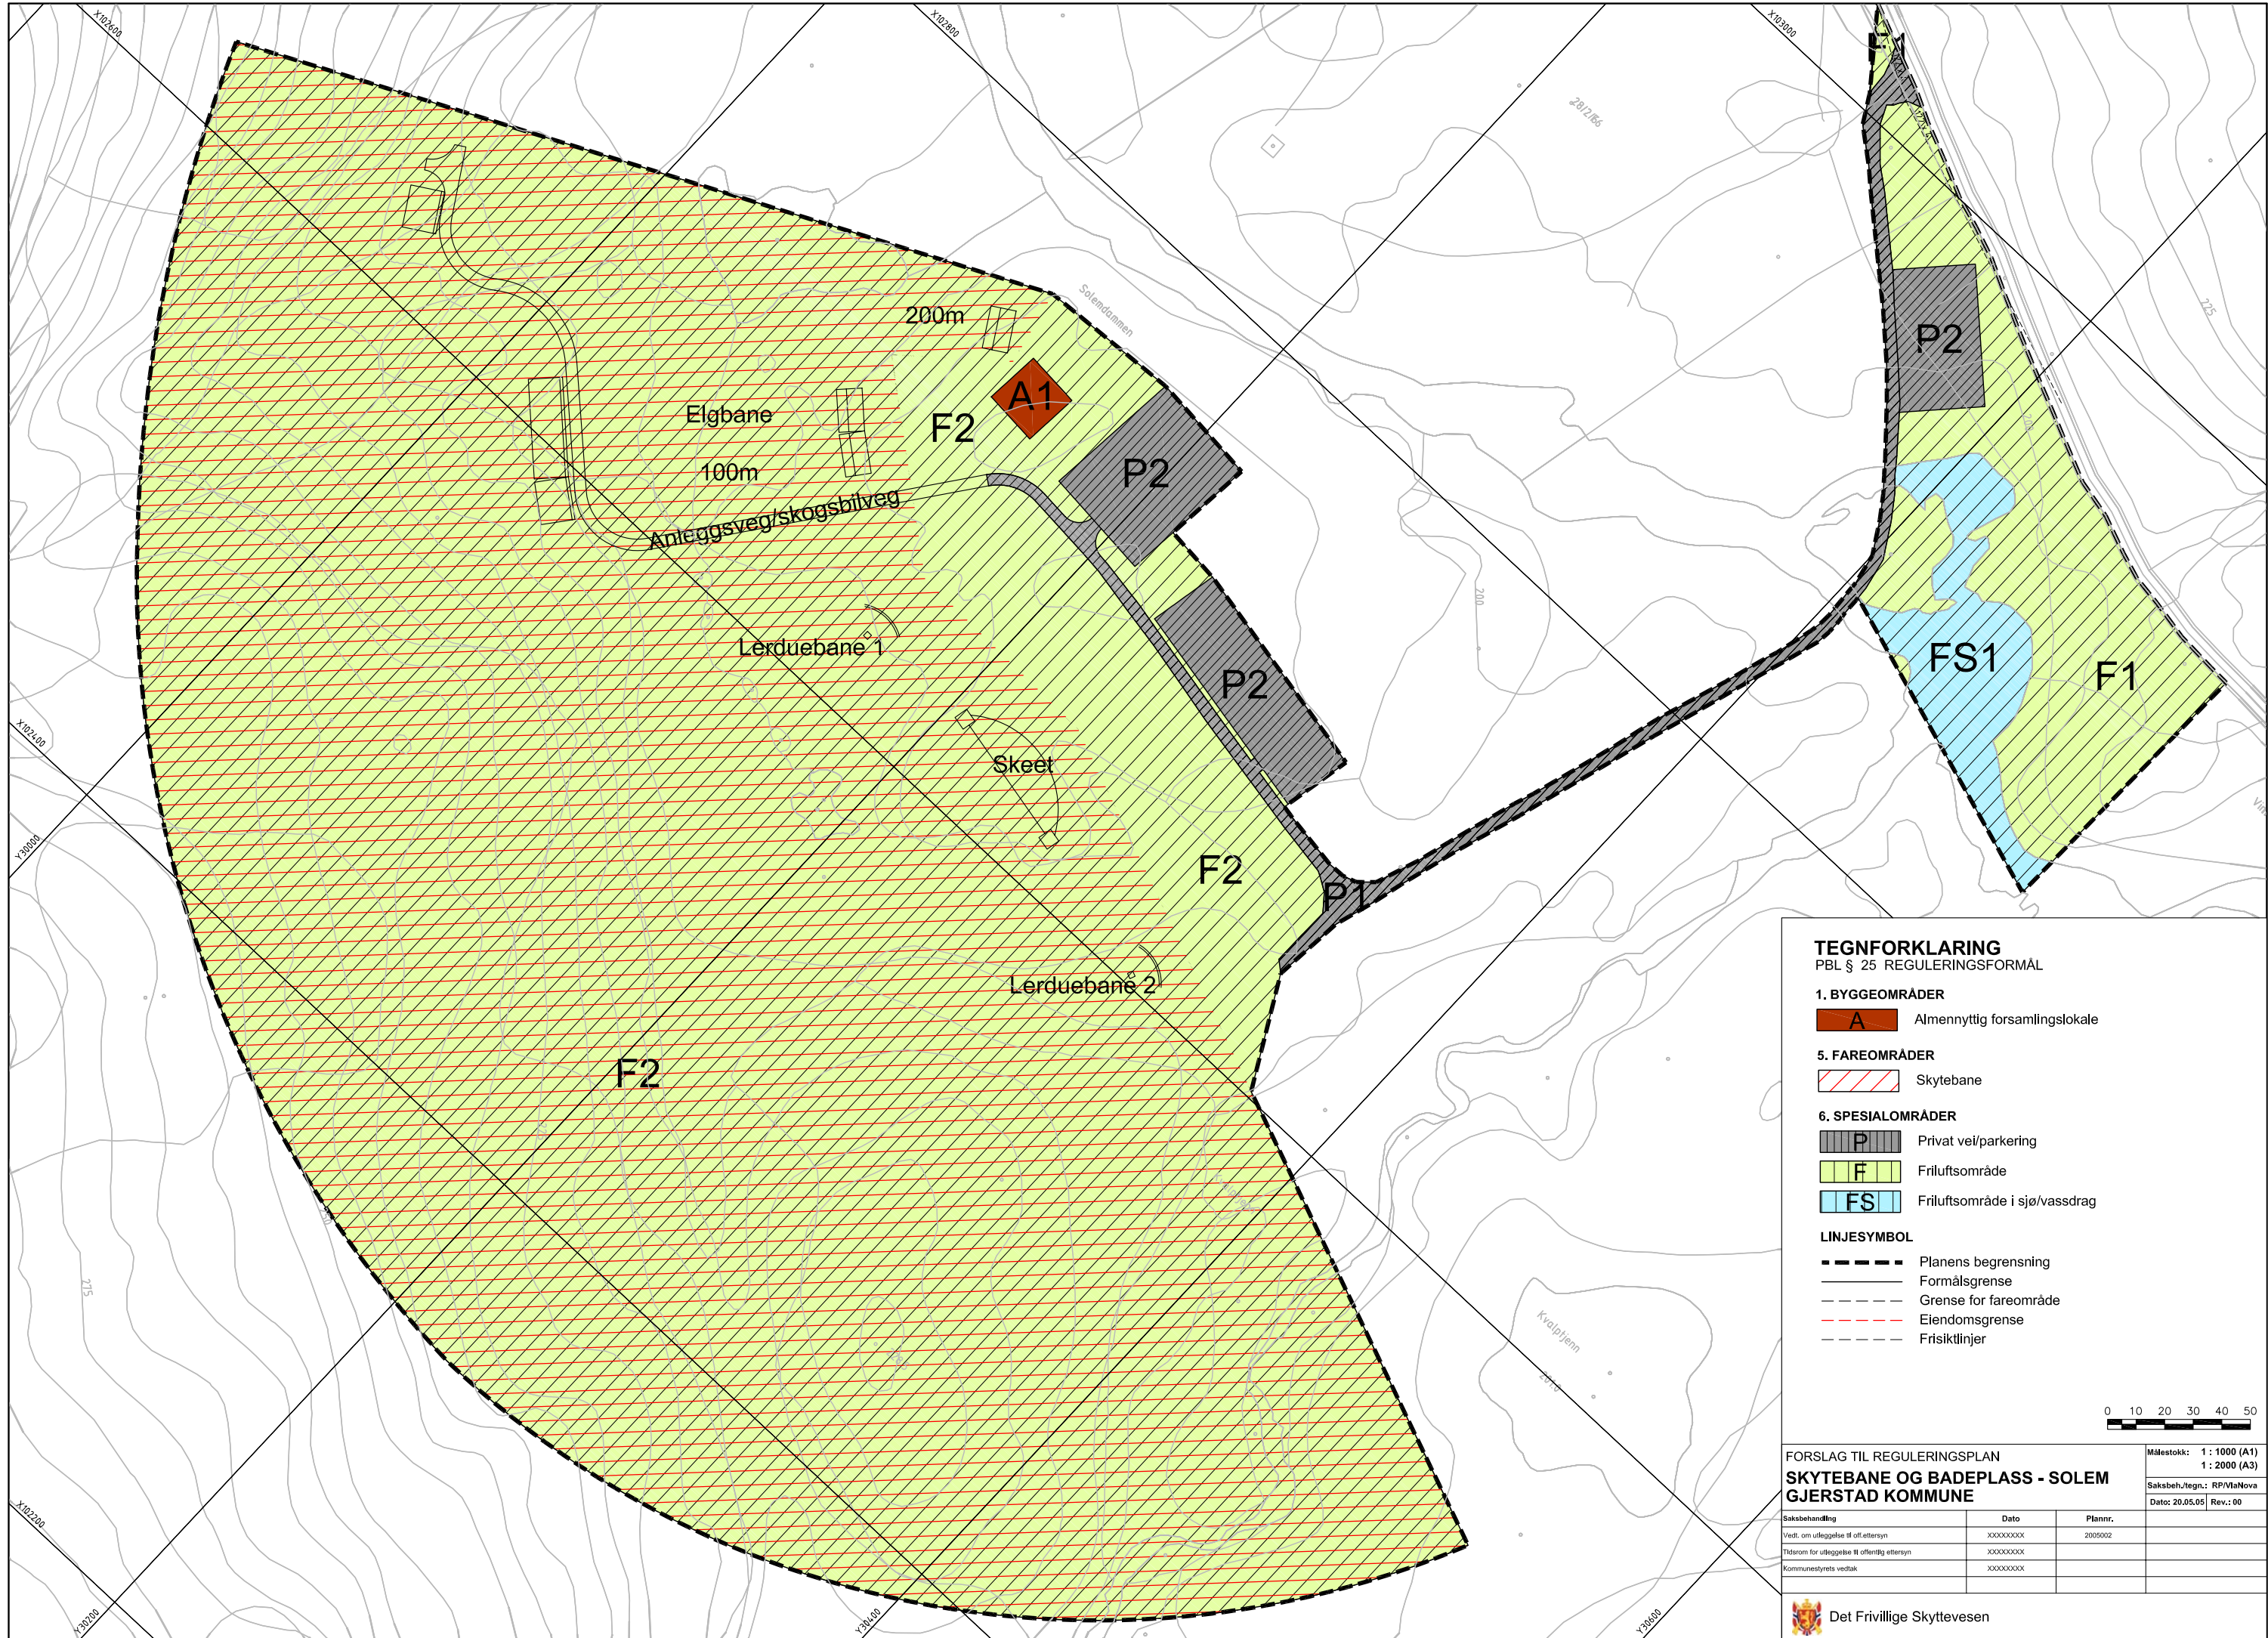 X102600
X102800
X103000
28/2/66
F1
225
Solemdammen
200m
P2
A1
Elgbane
F2
P2
100m
Anleggsveg/skogsbilveg
200
200
Lerduebane 1
FS1
F1
P2
X102400
Skeet
Y30000
F2
P1
Lerduebane 2
F2
275
Kvalptjenn
X102200
Y30200
Y30400
Y30600
TEGNFORKLARING
PBL § 25 REGULERINGSFORMÅL
1. BYGGEOMRÅDER
A Almennyttig forsamlingslokale
5. FAREOMRÅDER
Skytebane
6. SPESIALOMRÅDER
P Privat vei/parkering
F Friluftsområde
FS Friluftsområde i sjø/vassdrag
LINJESYMBOL
Planens begrensning
Formålsgrense
Grense for fareområde
Eiendomsgrense
Frisiktlinjer
0 10 20 30 40 50
FORSLAG TIL REGULERINGSPLAN
SKYTEBANE OG BADEPLASS - SOLEM
GJERSTAD KOMMUNE
Målestokk: 1 : 1000 (A1)
1 : 2000 (A3)
Saksbeh./tegn.: RP/ViaNova
Dato: 20.05.05 Rev.: 00
Saksbehandling Dato Plannr.
Vedt. om utleggelse til off.ettersyn XXXXXXXX 2005002
Tidsrom for utleggelse til offentlig ettersyn XXXXXXXX
Kommunestyrets vedtak XXXXXXXX
Det Frivillige Skyttevesen